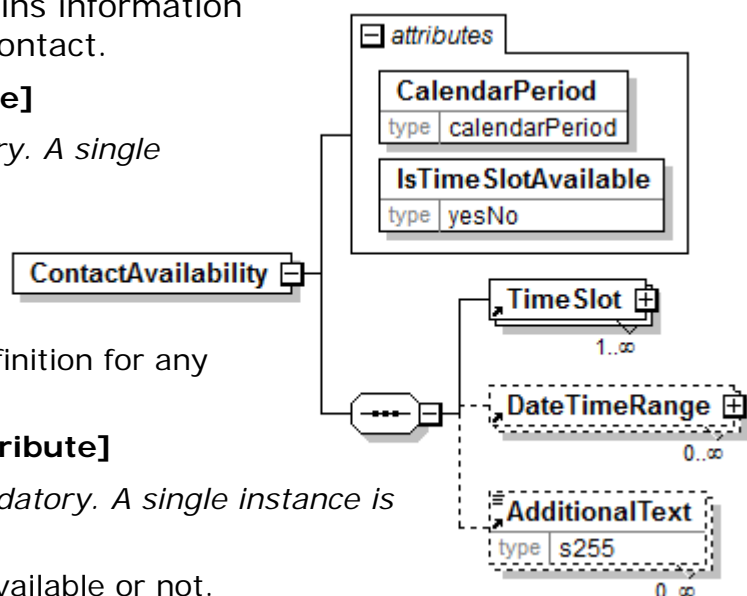 ins information
ontact.
e]
ry. A single
finition for any
ribute]
datory. A single instance is
vailable or not.
attributes
CalendarPeriod
type calendarPeriod
IsTimeSlotAvailable
type yesNo
ContactAvailability
TimeSlot
1..∞
DateTimeRange
0..∞
AdditionalText
type s255
0..∞